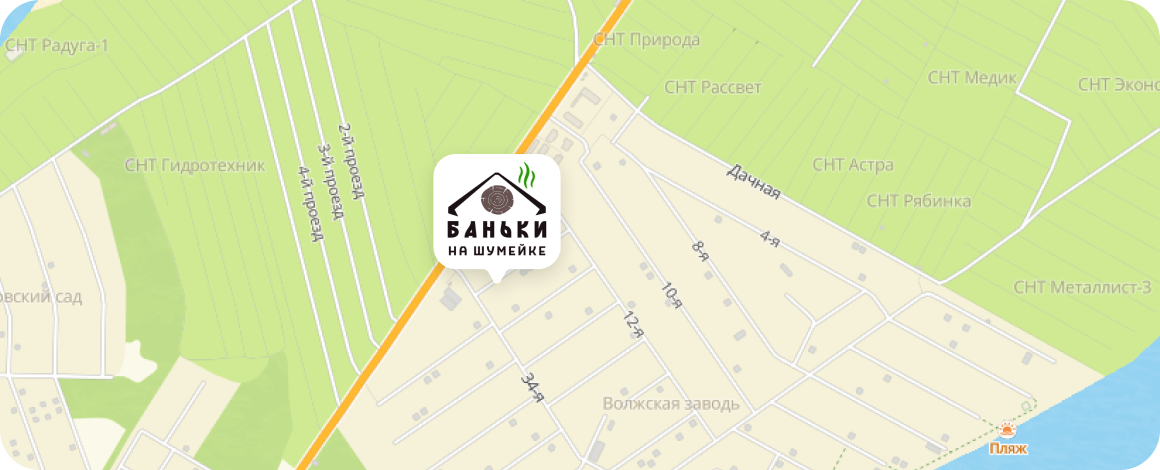 СНТ Радуга-1
СНТ Природа
СНТ Медик
СНТ Рассвет
СНТ Эконо
2-й проезд
3-й проезд
4-й проезд
СНТ Гидротехник
Дачная
СНТ Астра
СНТ Рябинка
БАНЬКИ
НА ШУМЕЙКЕ
4-я
8-я
10-я
12-я
34-я
СНТ Металлист-3
овский сад
Волжская заводь
Пляж